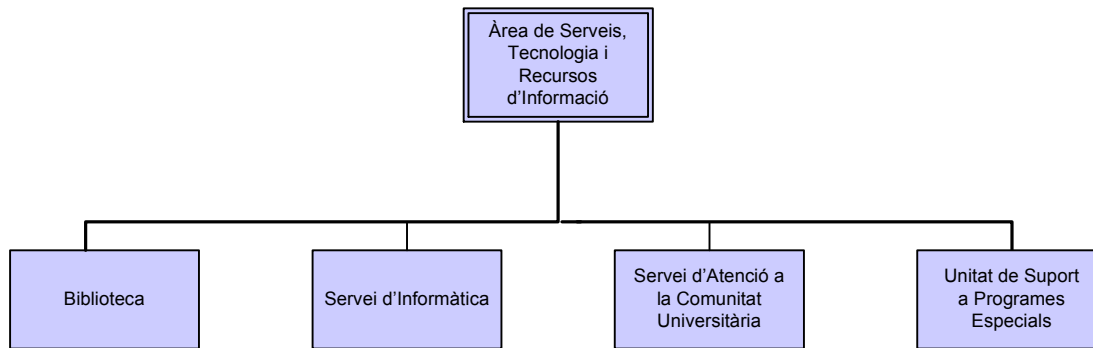 Àrea de Serveis,
Tecnologia i
Recursos
d’Informació
Biblioteca
Servei d’Informàtica
Servei d’Atenció a
la Comunitat
Universitària
Unitat de Suport
a Programes
Especials